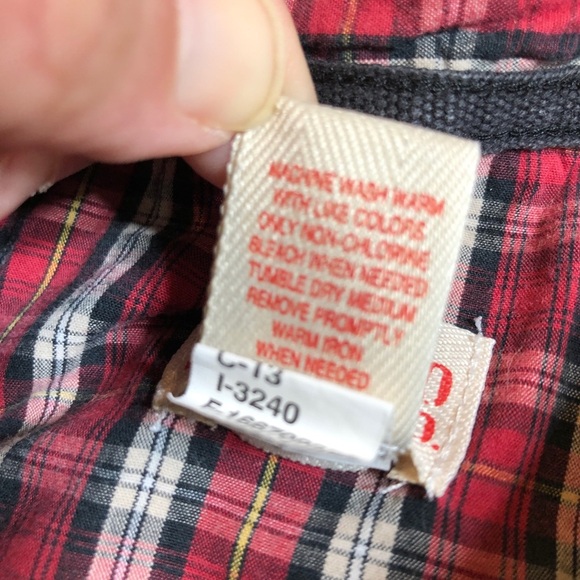 MACHINE WASH WARM
WITH LIKE COLORS
ONLY NON-CHLORINE
BLEACH WHEN NEEDED
TUMBLE DRY MEDIUM
REMOVE PROMPTLY
WARM IRON
WHEN NEEDED
C-13
I-3240